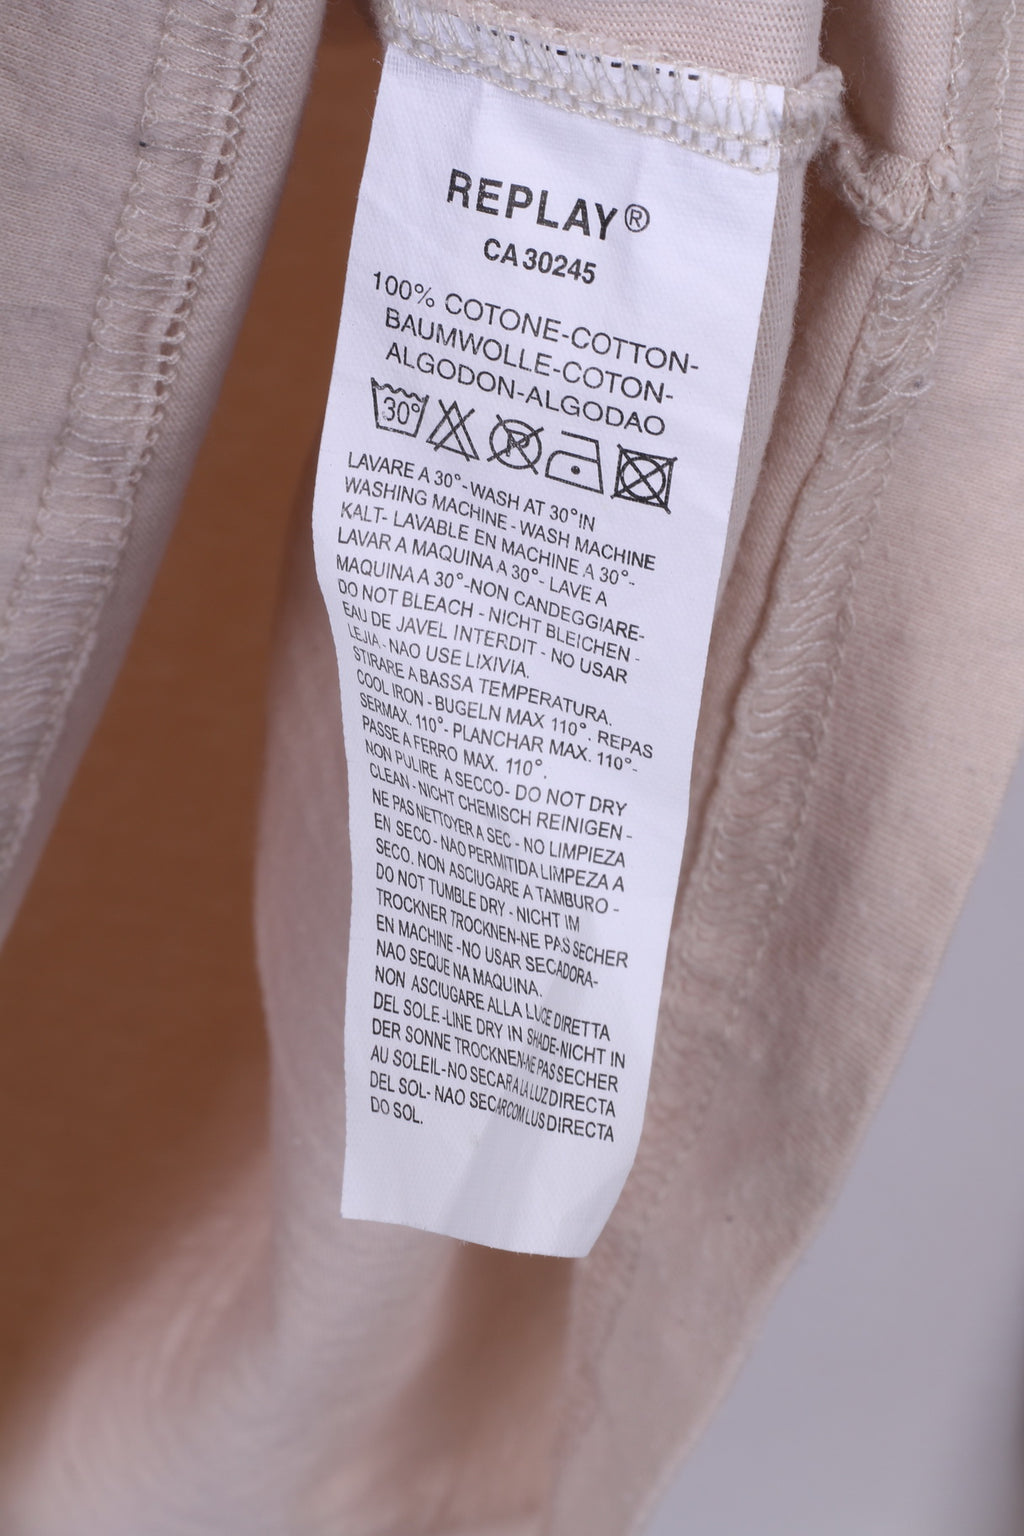 REPLAY®
CA30245
100% COTONE-COTTON-
BAUMWOLLE-COTON-
ALGODON-ALGODAO
30°
P
LAVARE A 30°-WASH AT 30°IN
WASHING MACHINE - WASH MACHINE
KALT- LAVABLE EN MACHINE A 30°-
LAVAR A MAQUINA A 30°- LAVE A
MAQUINA A 30°-NON CANDEGGIARE-
DO NOT BLEACH - NICHT BLEICHEN -
EAU DE JAVEL INTERDIT - NO USAR
LEJIA - NAO USE LIXIVIA.
STIRARE A BASSA TEMPERATURA.
COOL IRON - BUGELN MAX 110°. REPAS
SERMAX. 110°- PLANCHAR MAX. 110°-
PASSE A FERRO MAX. 110°.
NON PULIRE A SECCO- DO NOT DRY
CLEAN - NICHT CHEMISCH REINIGEN -
NE PAS NETTOYER A SEC - NO LIMPIEZA
EN SECO - NAO PERMITIDA LIMPEZA A
SECO. NON ASCIUGARE A TAMBURO -
DO NOT TUMBLE DRY - NICHT IM
TROCKNER TROCKNEN-NE PAS SECHER
EN MACHINE -NO USAR SECADORA-
NAO SEQUE NA MAQUINA.
NON ASCIUGARE ALLA LUCE DIRETTA
DEL SOLE -LINE DRY IN SHADE-NICHT IN
DER SONNE TROCKNEN-NE PAS SECHER
AU SOLEIL-NO SECAR A LA LUZ DIRECTA
DEL SOL- NAO SECAR COM LUS DIRECTA
DO SOL.